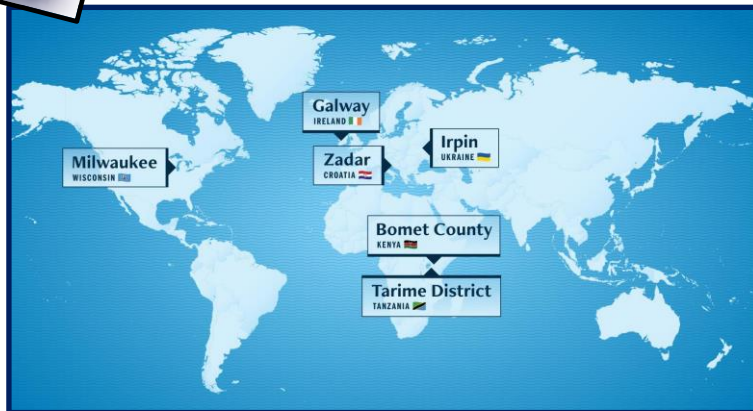 Galway
IRELAND
Irpin
UKRAINE
Milwaukee
WISCONSIN
Zadar
CROATIA
Bomet County
KENYA
Tarime District
TANZANIA